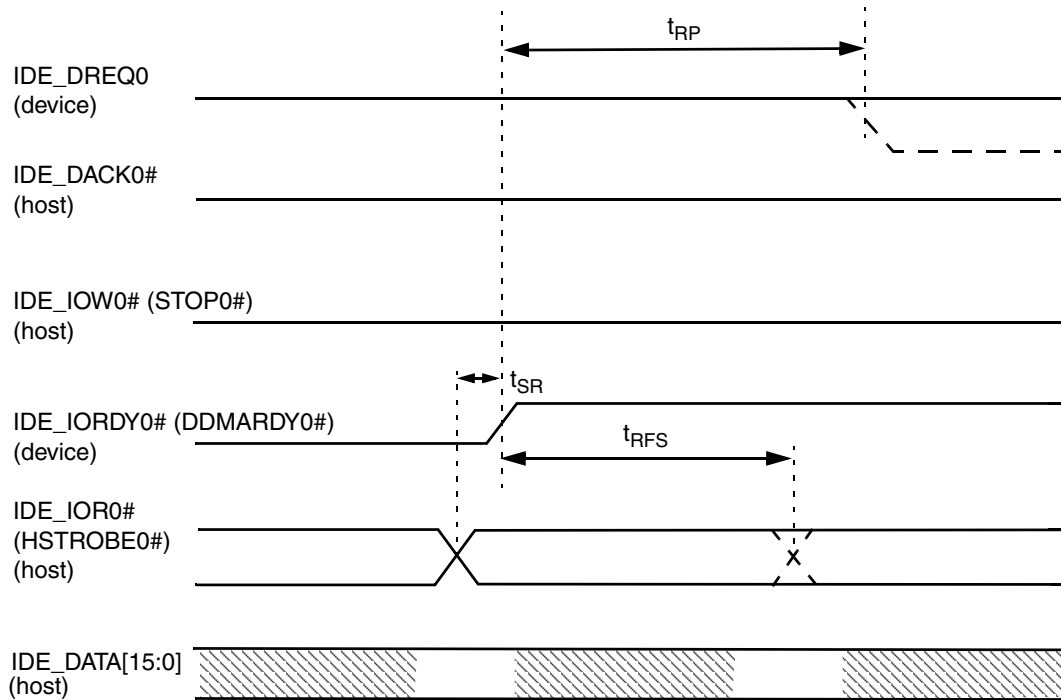 t_RP
IDE_DREQ0
(device)
IDE_DACK0#
(host)
IDE_IOW0# (STOP0#)
(host)
t_SR
IDE_IORDY0# (DDMARDY0#)
(device)
t_RFS
IDE_IOR0#
(HSTROBE0#)
(host)
IDE_DATA[15:0]
(host)